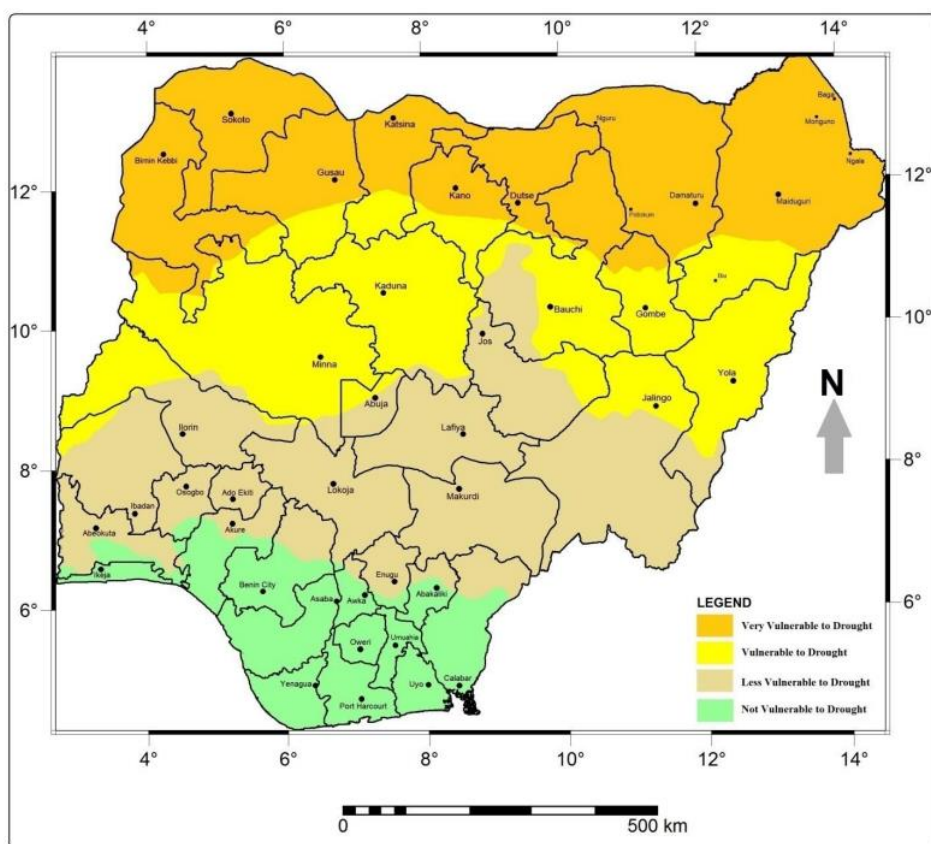 4° 6° 8° 10° 12° 14°
Baga
Sokoto
Katsina
Nguru
Monguno
Birnin Kebbi
Ngala
Gusau
12° 12°
Kano
Dutse
Damaturu
Maiduguri
Potiskum
Biu
Kaduna
Bauchi
Gombe
10° 10°
Jos
Minna
Yola
N
Abuja
Jalingo
Ilorin
Lafiya
8° 8°
Osogbo
Ado Ekiti
Lokoja
Makurdi
Ibadan
Abeokuta
Akure
Ikeja
Enugu
Benin City
Abakaliki
Asaba
Awka
6° 6°
LEGEND
Very Vulnerable to Drought
Vulnerable to Drought
Less Vulnerable to Drought
Not Vulnerable to Drought
Owerri
Umuahia
Yenagua
Uyo
Calabar
Port Harcourt
4° 6° 8° 10° 12° 14°
0 500 km